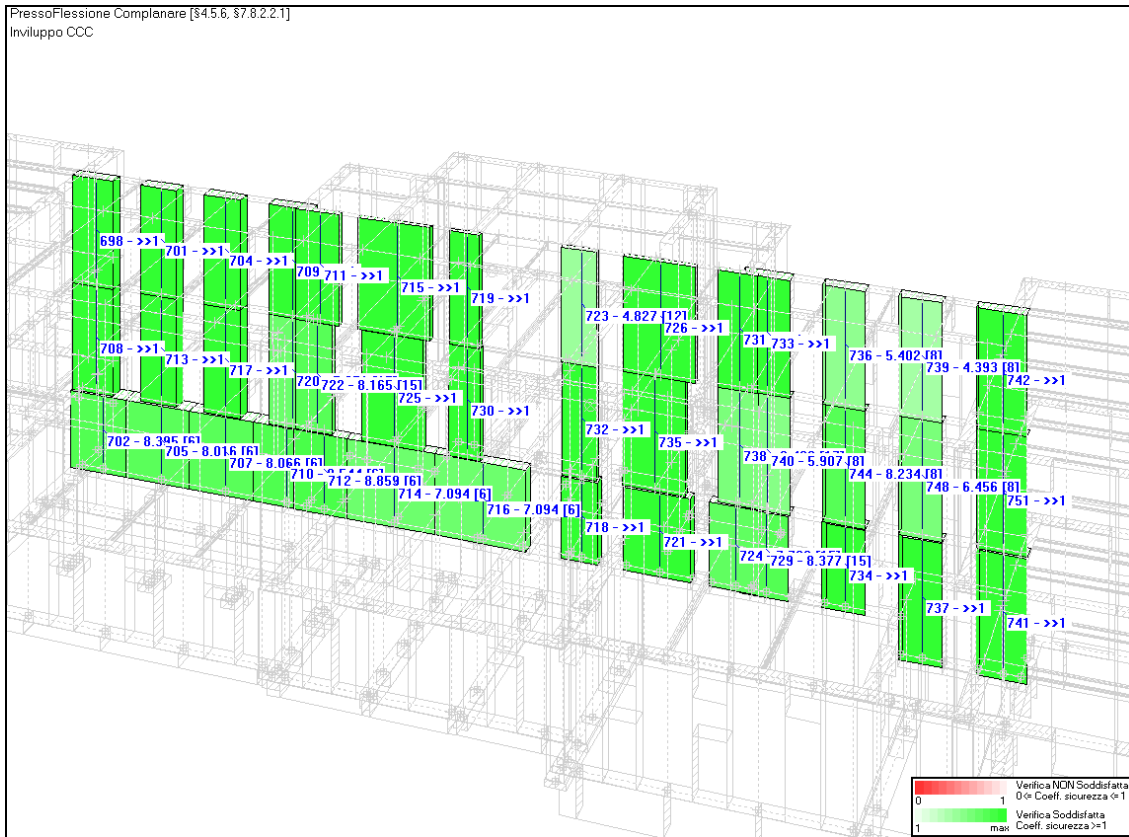 PressoFlessione Complanare [§4.5.6, §7.8.2.2.1]
Inviluppo CCC
698 - >>1
701 - >>1
704 - >>1
709
711 - >>1
715 - >>1
719 - >>1
723 - 4.827 [12]
726 - >>1
731
733 - >>1
736 - 5.402 [8]
739 - 4.393 [8]
742 - >>1
708 - >>1
713 - >>1
717 - >>1
720
722 - 8.165 [15]
725 - >>1
730 - >>1
732 - >>1
735 - >>1
738
740 - 5.907 [8]
744 - 8.234 [8]
748 - 6.456 [8]
751 - >>1
702 - 8.395 [6]
705 - 8.016 [6]
707 - 8.066 [6]
710
712 - 8.859 [6]
714 - 7.094 [6]
716 - 7.094 [6]
718 - >>1
721 - >>1
724
729 - 8.377 [15]
734 - >>1
737 - >>1
741 - >>1
Verifica NON Soddisfatta
0<= Coeff. sicurezza <= 1
0 1
Verifica Soddisfatta
Coeff. sicurezza >=1
1 max